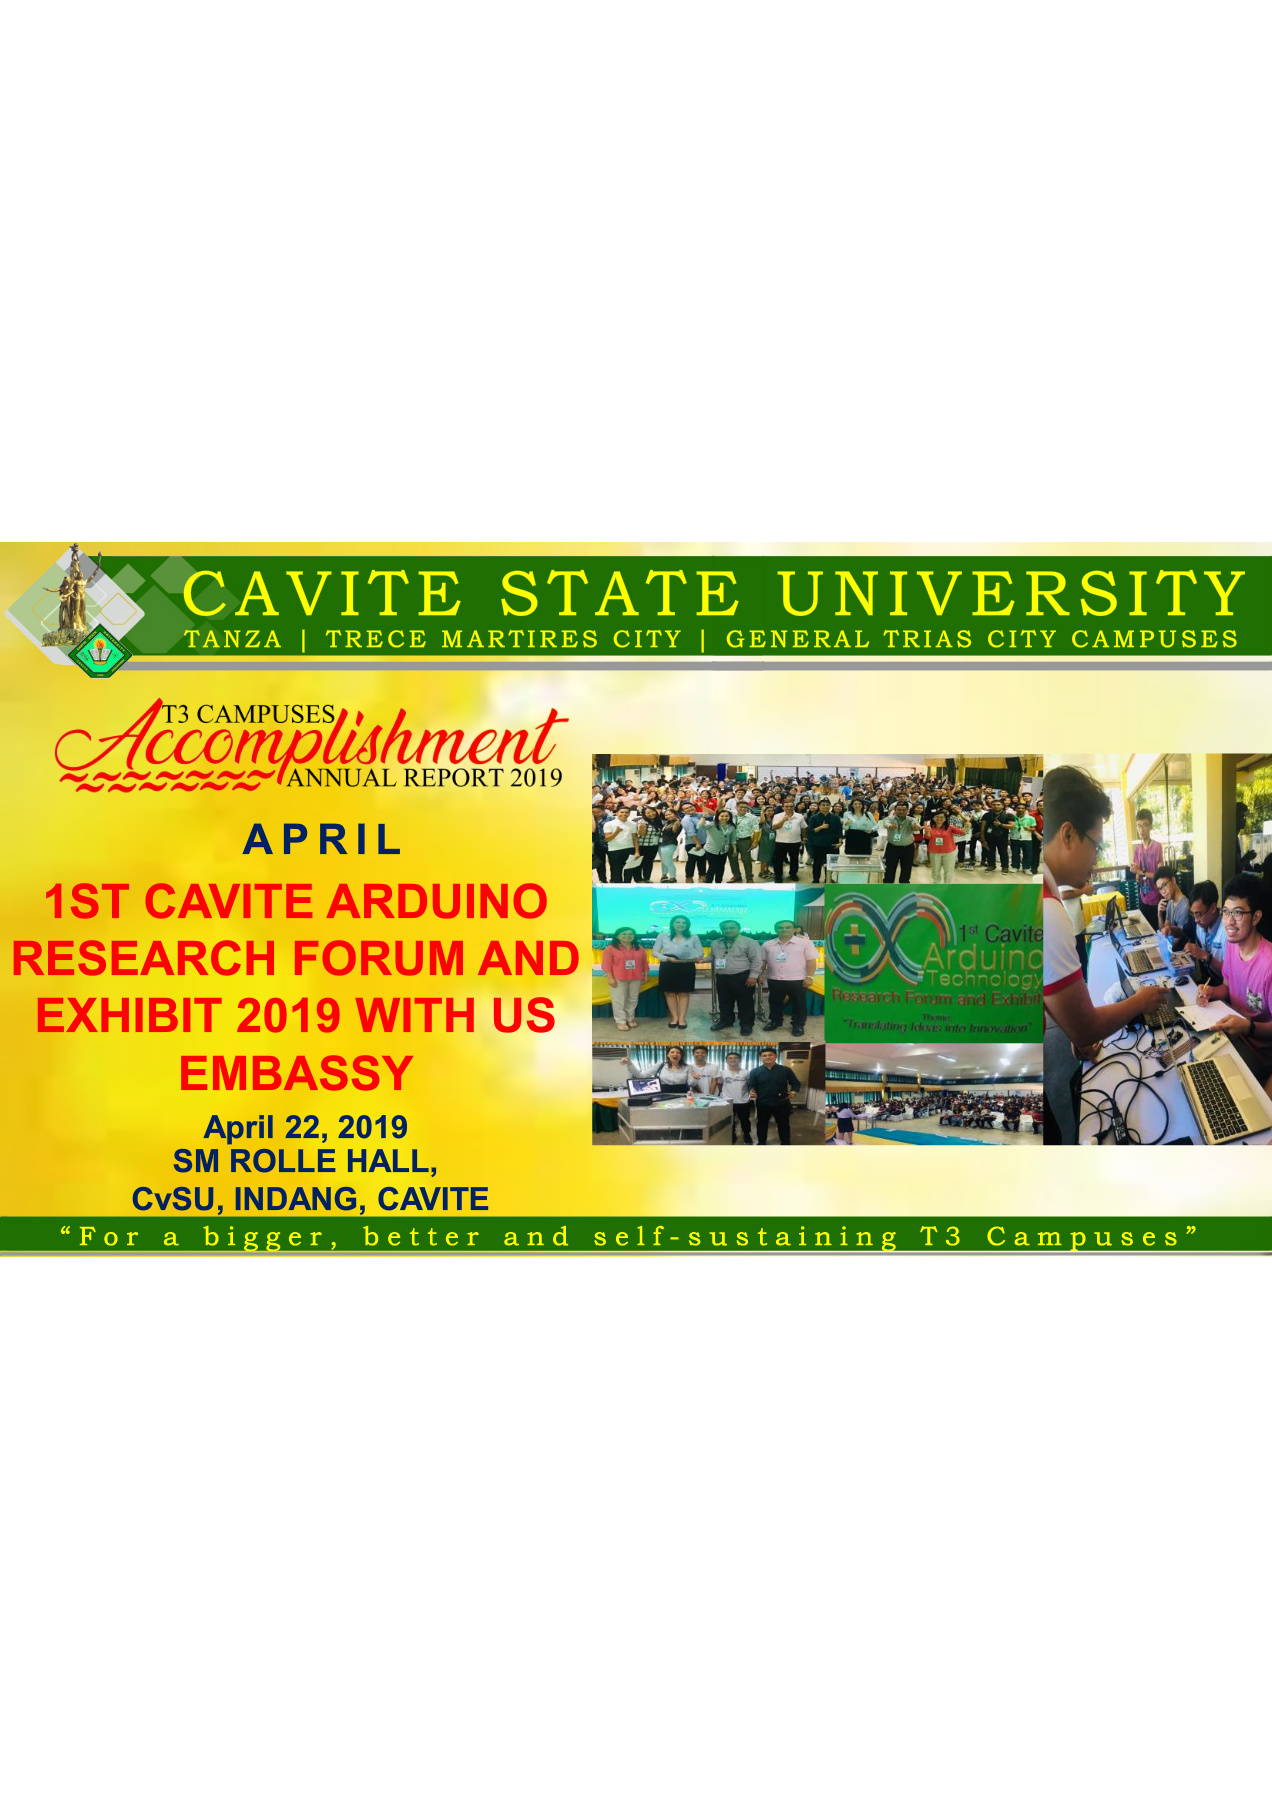 CAVITE STATE UNIVERSITY
TANZA | TRECE MARTIRES CITY | GENERAL TRIAS CITY CAMPUSES
T3 CAMPUSES
Accomplishment
ANNUAL REPORT 2019
APRIL
1ST CAVITE ARDUINO
RESEARCH FORUM AND
EXHIBIT 2019 WITH US
EMBASSY
April 22, 2019
SM ROLLE HALL,
CvSU, INDANG, CAVITE
1st Cavite
Arduino
Technology
Research Forum and Exhibit
Theme:
"Translating Ideas into Innovation"
“For a bigger, better and self-sustaining T3 Campuses”